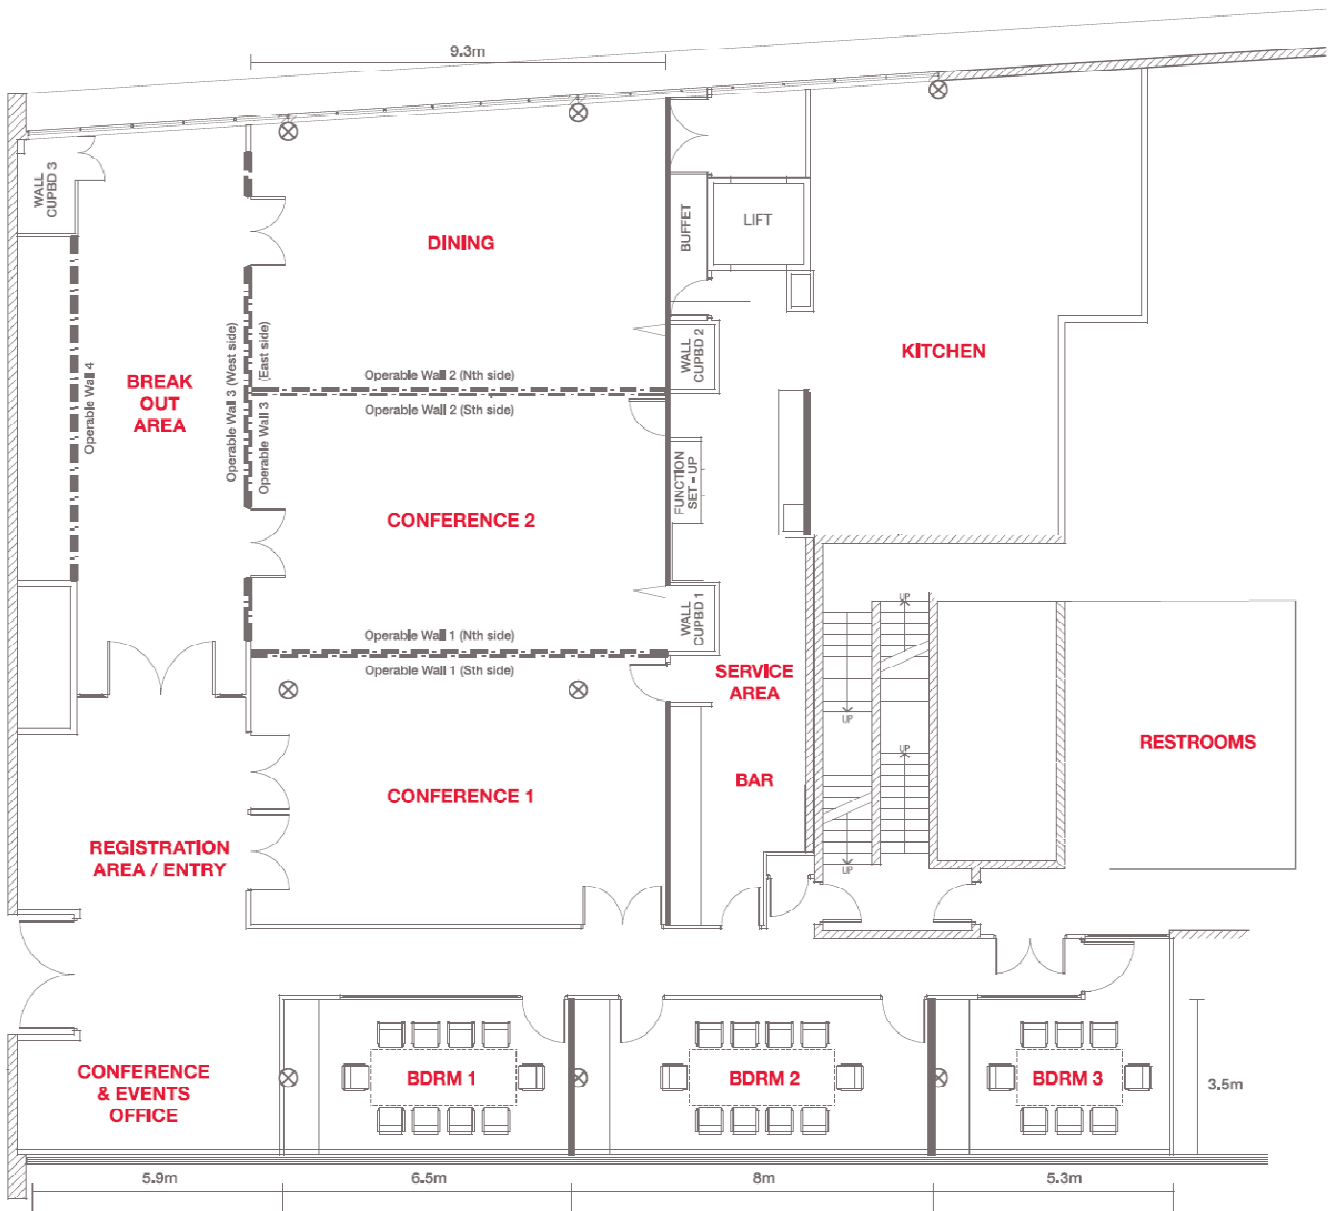 9.3m
WALL
CUPBD 3
DINING
BUFFET
LIFT
KITCHEN
BREAK
OUT
AREA
Operable Wall 4
Operable Wall 3 (West side)
(East side)
Operable Wall 3
Operable Wall 2 (Nth side)
Operable Wall 2 (Sth side)
WALL
CUPBD 2
FUNCTION
SET - UP
CONFERENCE 2
WALL
CUPBD 1
Operable Wall 1 (Nth side)
Operable Wall 1 (Sth side)
SERVICE
AREA
UP
UP
UP
UP
RESTROOMS
BAR
CONFERENCE 1
REGISTRATION
AREA / ENTRY
CONFERENCE
& EVENTS
OFFICE
BDRM 1
BDRM 2
BDRM 3
3.5m
5.9m
6.5m
8m
5.3m